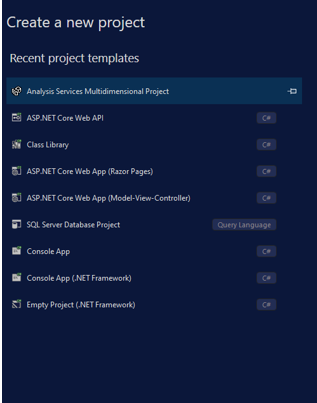 Create a new project
Recent project templates
Analysis Services Multidimensional Project
ASP.NET Core Web API C#
Class Library C#
ASP.NET Core Web App (Razor Pages) C#
ASP.NET Core Web App (Model-View-Controller) C#
SQL Server Database Project Query Language
Console App C#
Console App (.NET Framework) C#
Empty Project (.NET Framework) C#